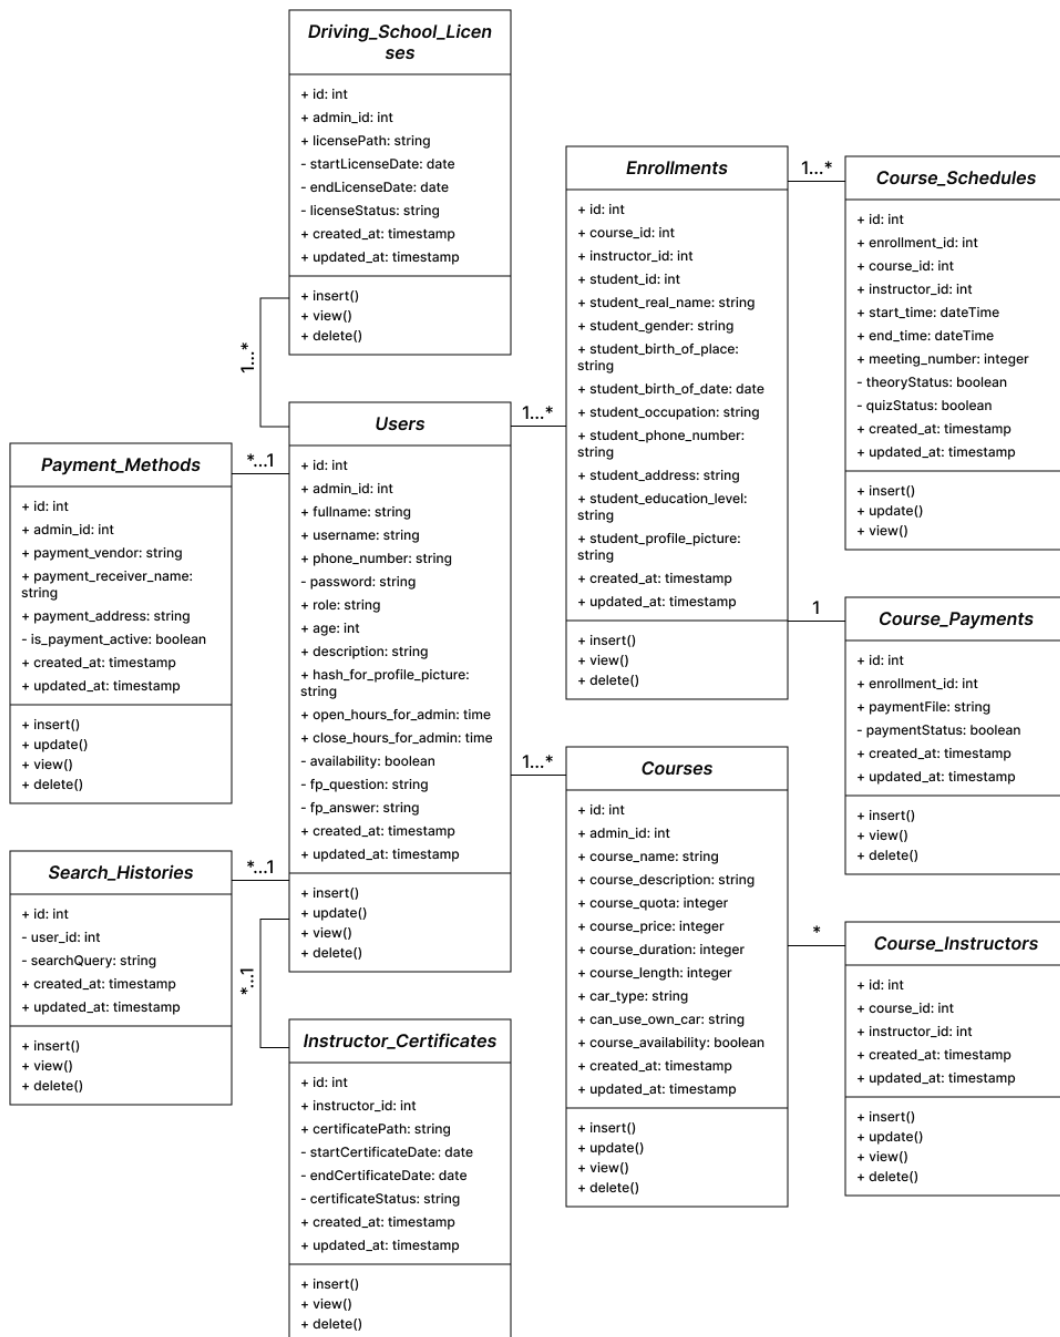 Driving_School_Licen
ses
+ id: int
+ admin_id: int
+ licensePath: string
- startLicenseDate: date
- endLicenseDate: date
- licenseStatus: string
+ created_at: timestamp
+ updated_at: timestamp
+ insert()
+ view()
+ delete()
1...*
Users
+ id: int
+ admin_id: int
+ fullname: string
+ username: string
+ phone_number: string
- password: string
+ role: string
+ age: int
+ description: string
+ hash_for_profile_picture:
string
+ open_hours_for_admin: time
+ close_hours_for_admin: time
- availability: boolean
- fp_question: string
- fp_answer: string
+ created_at: timestamp
+ updated_at: timestamp
+ insert()
+ update()
+ view()
+ delete()
*...1
Payment_Methods
+ id: int
+ admin_id: int
+ payment_vendor: string
+ payment_receiver_name:
string
+ payment_address: string
- is_payment_active: boolean
+ created_at: timestamp
+ updated_at: timestamp
+ insert()
+ update()
+ view()
+ delete()
*...1
Search_Histories
+ id: int
- user_id: int
- searchQuery: string
+ created_at: timestamp
+ updated_at: timestamp
+ insert()
+ view()
+ delete()
*...1
Instructor_Certificates
+ id: int
+ instructor_id: int
+ certificatePath: string
- startCertificateDate: date
- endCertificateDate: date
- certificateStatus: string
+ created_at: timestamp
+ updated_at: timestamp
+ insert()
+ view()
+ delete()
1...*
Enrollments
+ id: int
+ course_id: int
+ instructor_id: int
+ student_id: int
+ student_real_name: string
+ student_gender: string
+ student_birth_of_place:
string
+ student_birth_of_date: date
+ student_occupation: string
+ student_phone_number:
string
+ student_address: string
+ student_education_level:
string
+ student_profile_picture:
string
+ created_at: timestamp
+ updated_at: timestamp
+ insert()
+ view()
+ delete()
1...*
Courses
+ id: int
+ admin_id: int
+ course_name: string
+ course_description: string
+ course_quota: integer
+ course_price: integer
+ course_duration: integer
+ course_length: integer
+ car_type: string
+ can_use_own_car: string
+ course_availability: boolean
+ created_at: timestamp
+ updated_at: timestamp
+ insert()
+ update()
+ view()
+ delete()
1...*
Course_Schedules
+ id: int
+ enrollment_id: int
+ course_id: int
+ instructor_id: int
+ start_time: dateTime
+ end_time: dateTime
+ meeting_number: integer
- theoryStatus: boolean
- quizStatus: boolean
+ created_at: timestamp
+ updated_at: timestamp
+ insert()
+ update()
+ view()
1
Course_Payments
+ id: int
+ enrollment_id: int
+ paymentFile: string
- paymentStatus: boolean
+ created_at: timestamp
+ updated_at: timestamp
+ insert()
+ view()
+ delete()
*
Course_Instructors
+ id: int
+ course_id: int
+ instructor_id: int
+ created_at: timestamp
+ updated_at: timestamp
+ insert()
+ update()
+ view()
+ delete()